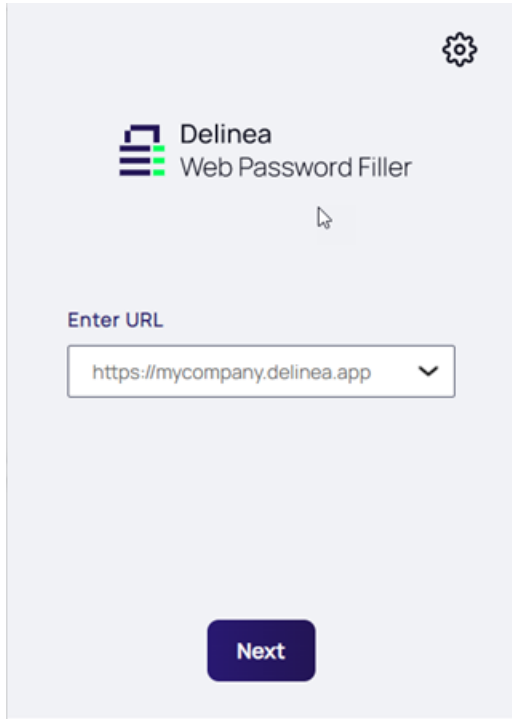 Delinea
Web Password Filler
Enter URL
https://mycompany.delinea.app
Next